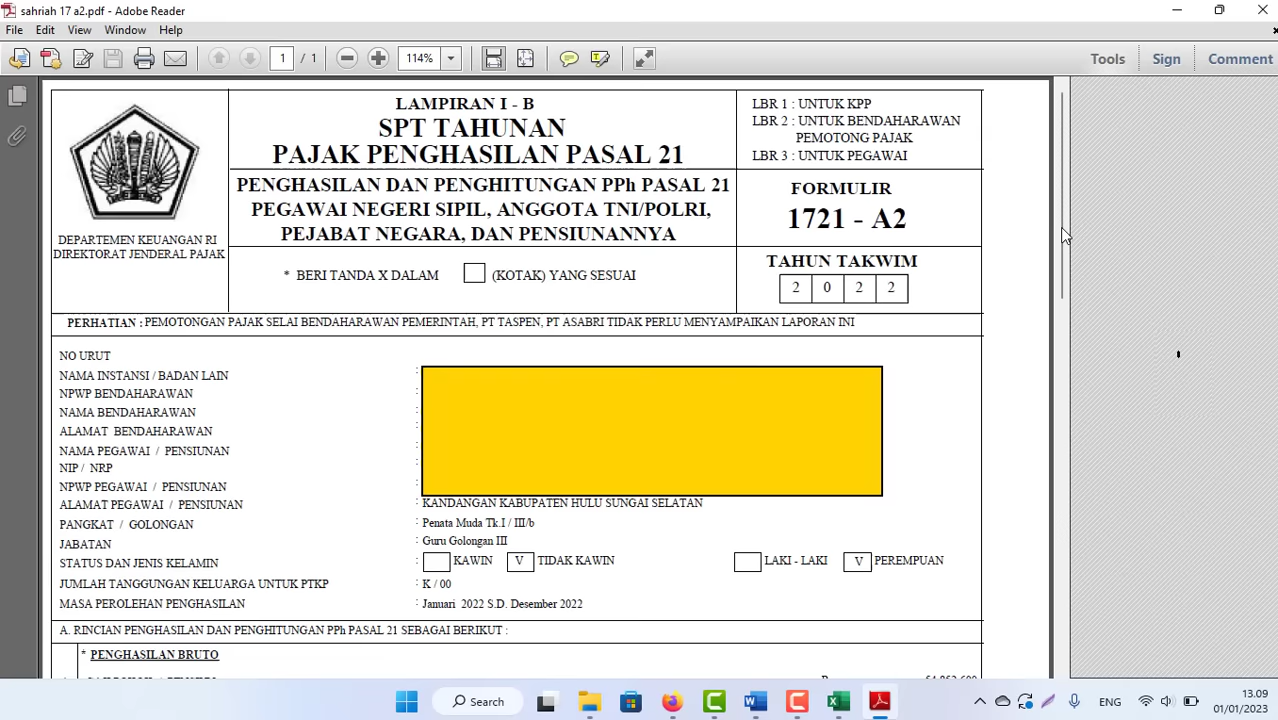 sahriah 17 a2.pdf - Adobe Reader
File Edit View Window Help
1 / 1 114% Tools Sign Comment
LAMPIRAN I - B
SPT TAHUNAN
PAJAK PENGHASILAN PASAL 21
LBR 1 : UNTUK KPP
LBR 2 : UNTUK BENDAHARAWAN
PEMOTONG PAJAK
LBR 3 : UNTUK PEGAWAI
PENGHASILAN DAN PENGHITUNGAN PPh PASAL 21
PEGAWAI NEGERI SIPIL, ANGGOTA TNI/POLRI,
PEJABAT NEGARA, DAN PENSIUNANNYA
FORMULIR
1721 - A2
DEPARTEMEN KEUANGAN RI
DIREKTORAT JENDERAL PAJAK
* BERI TANDA X DALAM (KOTAK) YANG SESUAI
TAHUN TAKWIM
2 0 2 2
PERHATIAN : PEMOTONGAN PAJAK SELAI BENDAHARAWAN PEMERINTAH, PT TASPEN, PT ASABRI TIDAK PERLU MENYAMPAIKAN LAPORAN INI
NO URUT
NAMA INSTANSI / BADAN LAIN :
NPWP BENDAHARAWAN :
NAMA BENDAHARAWAN :
ALAMAT BENDAHARAWAN :
NAMA PEGAWAI / PENSIUNAN :
NIP / NRP :
NPWP PEGAWAI / PENSIUNAN :
ALAMAT PEGAWAI / PENSIUNAN : KANDANGAN KABUPATEN HULU SUNGAI SELATAN
PANGKAT / GOLONGAN : Penata Muda Tk.I / III/b
JABATAN : Guru Golongan III
STATUS DAN JENIS KELAMIN : KAWIN V TIDAK KAWIN LAKI - LAKI V PEREMPUAN
JUMLAH TANGGUNGAN KELUARGA UNTUK PTKP : K / 00
MASA PEROLEHAN PENGHASILAN : Januari 2022 S.D. Desember 2022
A. RINCIAN PENGHASILAN DAN PENGHITUNGAN PPh PASAL 21 SEBAGAI BERIKUT :
* PENGHASILAN BRUTO
Search
ENG
13.09
01/01/2023